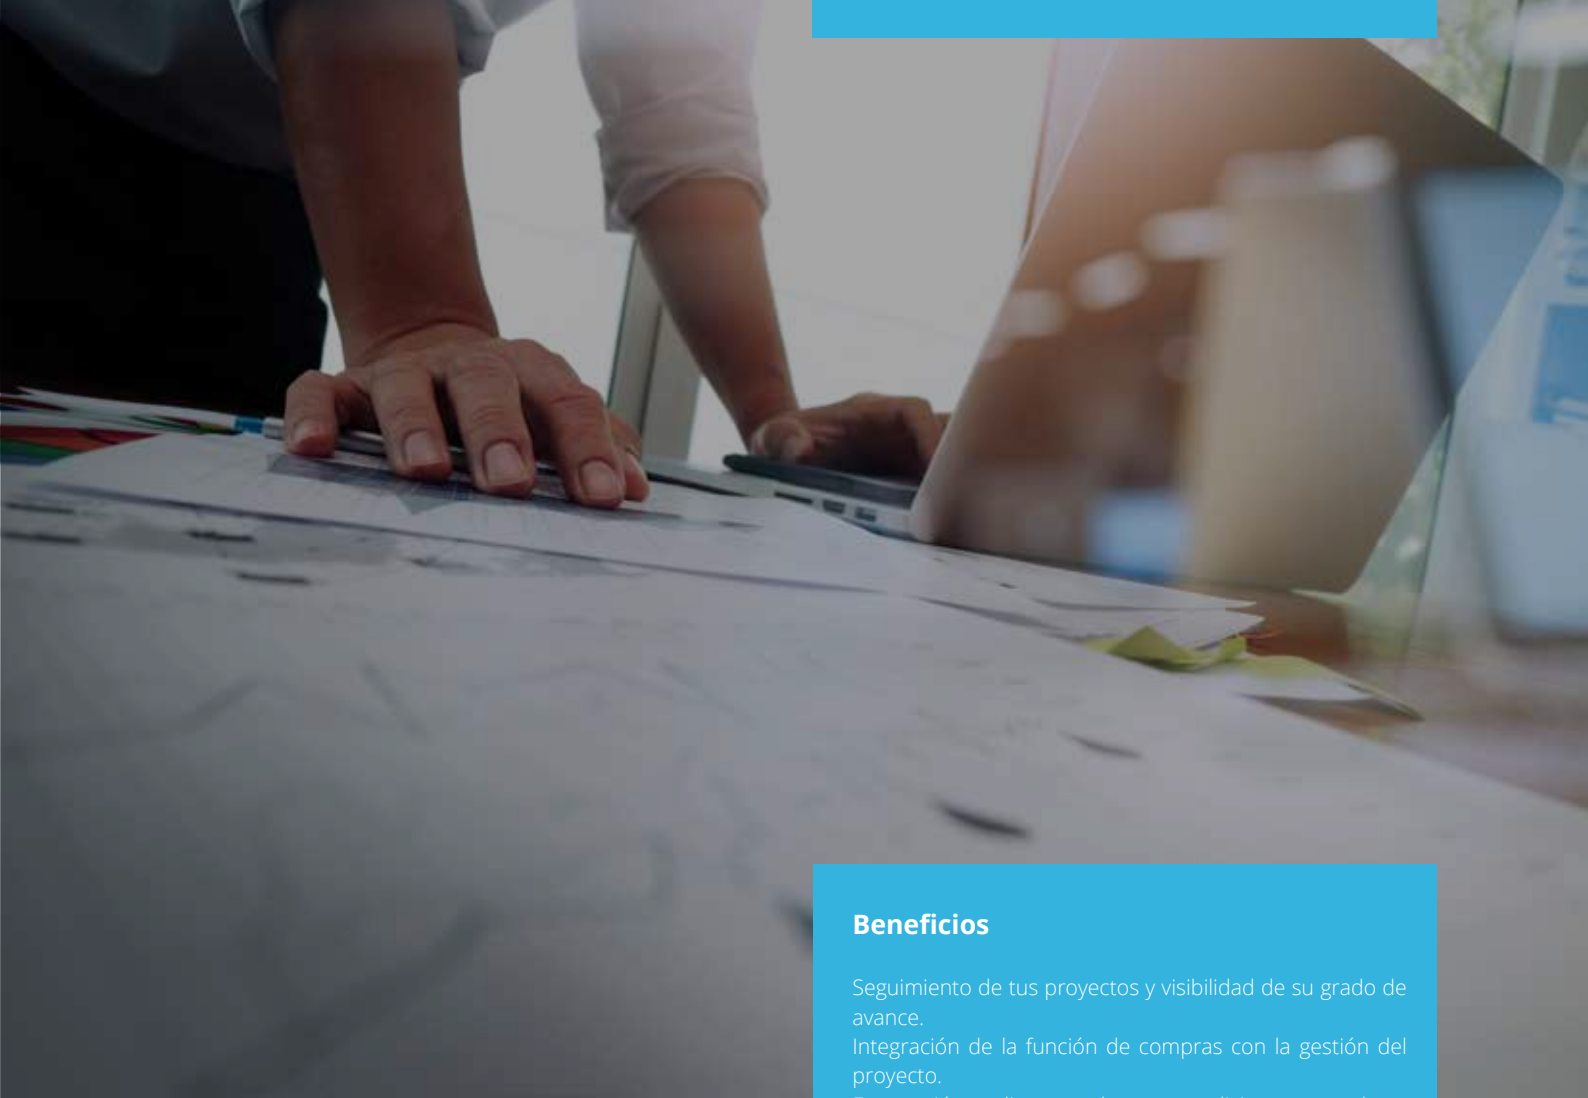 Beneficios
Seguimiento de tus proyectos y visibilidad de su grado de
avance.
Integración de la función de compras con la gestión del
proyecto.